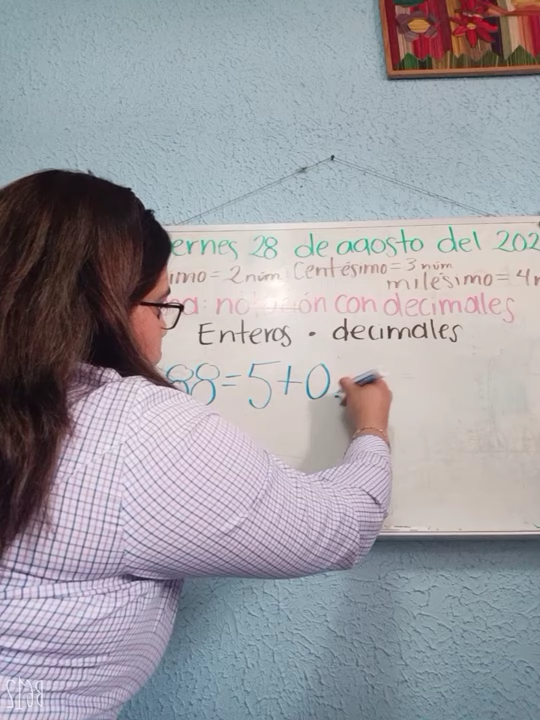 ernes 28 de agosto del 202
imo=2 núm Centésimo=3 núm
milésimo=4
a: notación con decimales
Enteros . decimales
88=5+0.